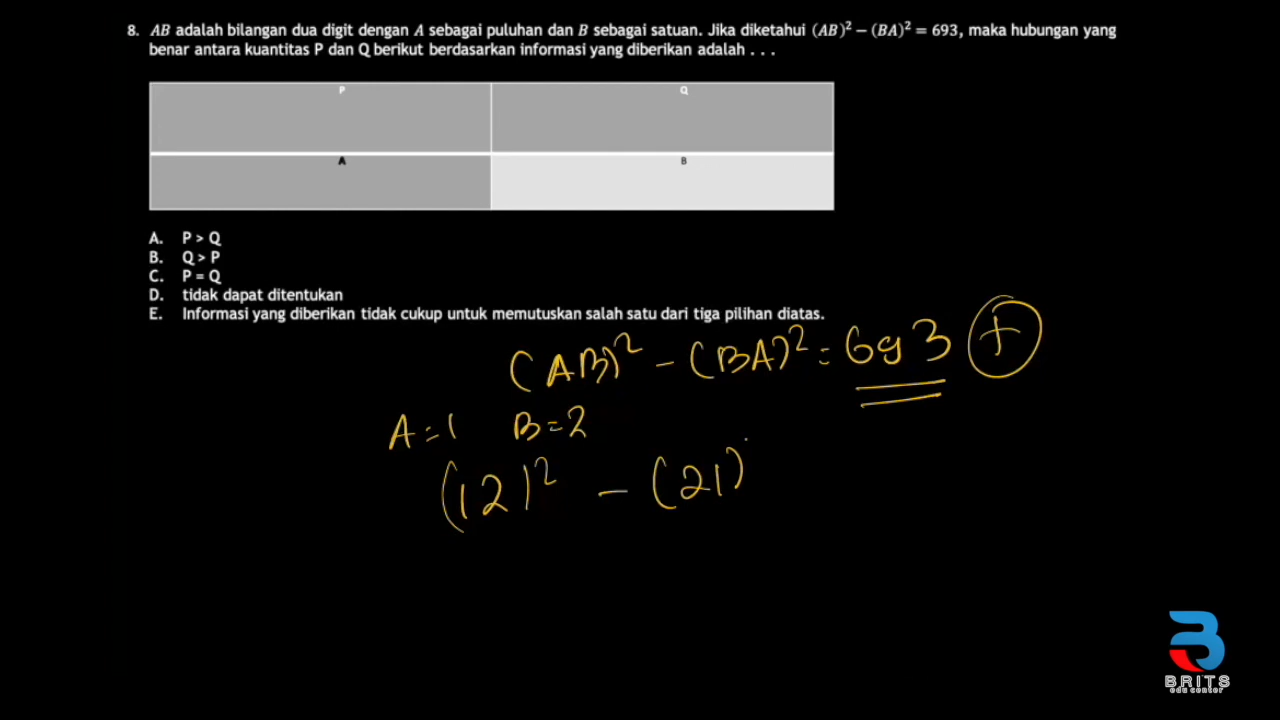 8. AB adalah bilangan dua digit dengan A sebagai puluhan dan B sebagai satuan. Jika diketahui (AB)² − (BA)² = 693, maka hubungan yang
benar antara kuantitas P dan Q berikut berdasarkan informasi yang diberikan adalah . . .
P Q
A B
A. P > Q
B. Q > P
C. P = Q
D. tidak dapat ditentukan
E. Informasi yang diberikan tidak cukup untuk memutuskan salah satu dari tiga pilihan diatas.
(AB)² − (BA)² = 693 +
A = 1 B = 2
(12)² − (21)
BRITS
edu center